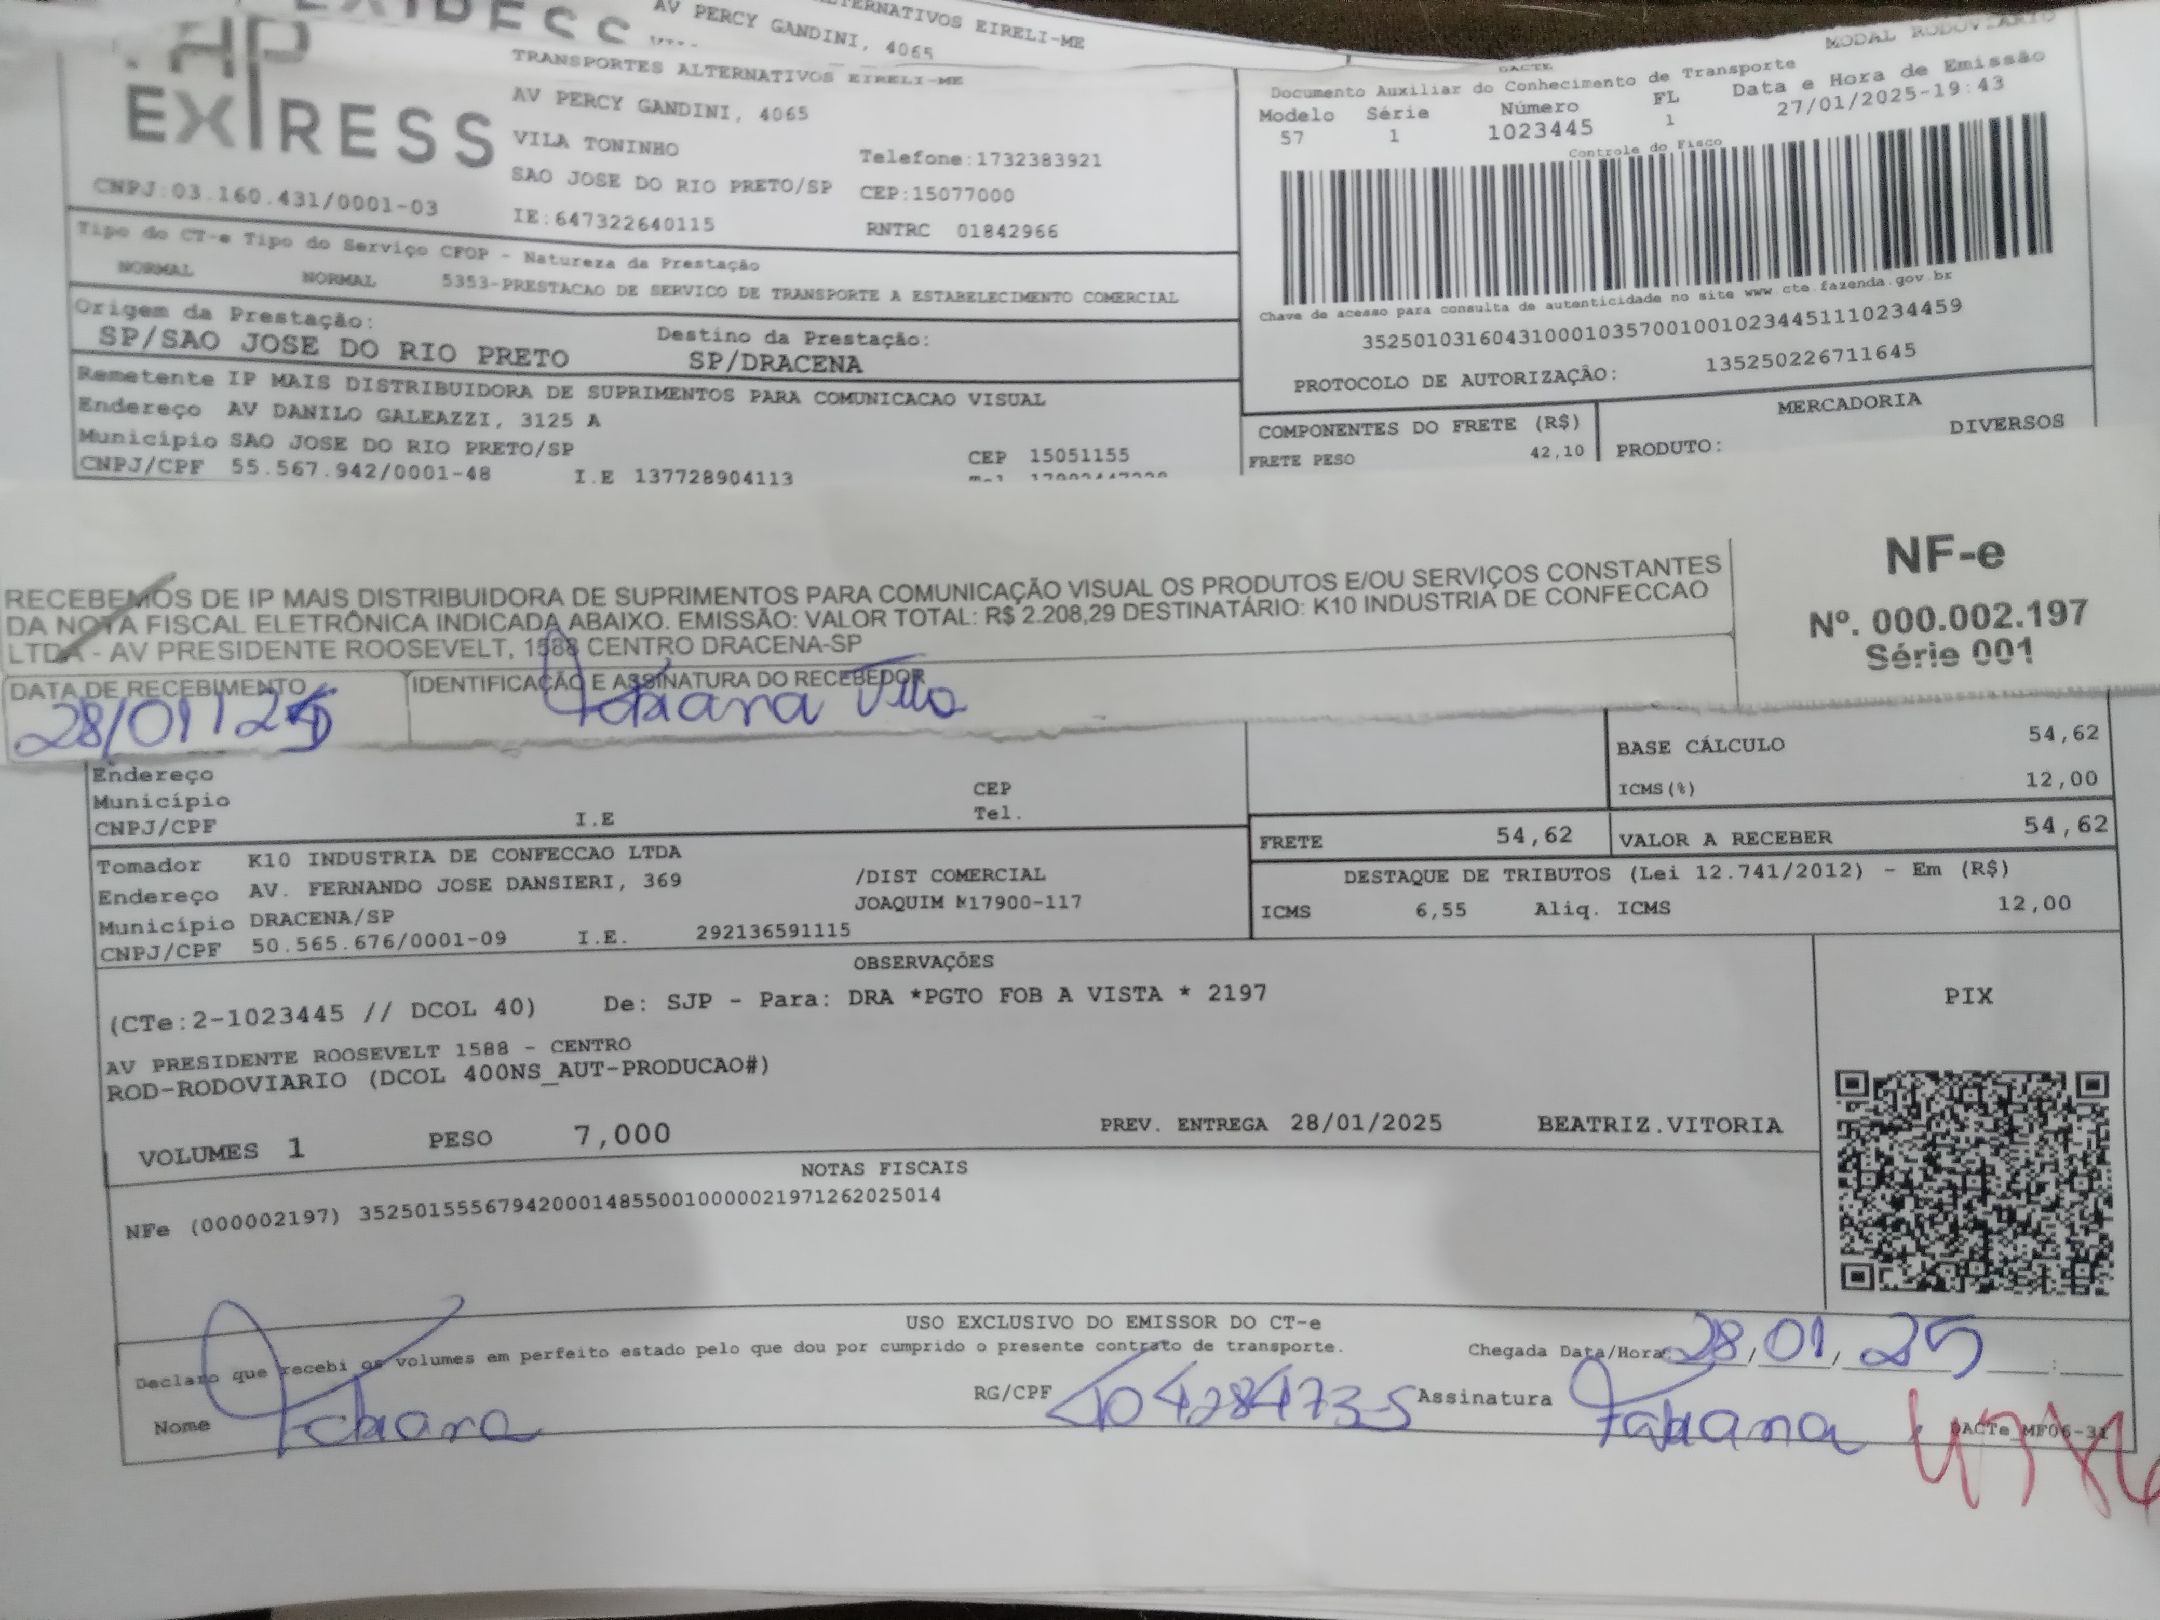 AV PERCY GANDINI, 4065
TERNATIVOS EIRELI-ME
EXPRESS
TRANSPORTES ALTERNATIVOS EIRELI-ME
AV PERCY GANDINI, 4065
VILA TONINHO
Telefone:1732383921
SAO JOSE DO RIO PRETO/SP CEP:15077000
CNPJ:03.160.431/0001-03
IE:647322640115
RNTRC 01842966
MODAL RODOVIARIO
DACTE
Documento Auxiliar do Conhecimento de Transporte
Modelo Série Número FL Data e Hora de Emissão
57 1 1023445 1 27/01/2025-19:43
Controle do Fisco
Chave de acesso para consulta de autenticidade no site www.cte.fazenda.gov.br
35250103160431000103570010010234451110234459
PROTOCOLO DE AUTORIZAÇÃO: 135250226711645
Tipo do CT-e Tipo do Serviço CFOP - Natureza da Prestação
NORMAL NORMAL 5353-PRESTACAO DE SERVICO DE TRANSPORTE A ESTABELECIMENTO COMERCIAL
Origem da Prestação: Destino da Prestação:
SP/SAO JOSE DO RIO PRETO SP/DRACENA
Remetente IP MAIS DISTRIBUIDORA DE SUPRIMENTOS PARA COMUNICACAO VISUAL
Endereço AV DANILO GALEAZZI, 3125 A
Município SAO JOSE DO RIO PRETO/SP
CEP 15051155
CNPJ/CPF 55.567.942/0001-48 I.E 137728904113
COMPONENTES DO FRETE (R$)
FRETE PESO 42,10
MERCADORIA
PRODUTO: DIVERSOS
RECEBEMOS DE IP MAIS DISTRIBUIDORA DE SUPRIMENTOS PARA COMUNICAÇÃO VISUAL OS PRODUTOS E/OU SERVIÇOS CONSTANTES
DA NOTA FISCAL ELETRÔNICA INDICADA ABAIXO. EMISSÃO: VALOR TOTAL: R$ 2.208,29 DESTINATÁRIO: K10 INDUSTRIA DE CONFECCAO
LTDA - AV PRESIDENTE ROOSEVELT, 1588 CENTRO DRACENA-SP
NF-e
Nº. 000.002.197
Série 001
DATA DE RECEBIMENTO IDENTIFICAÇÃO E ASSINATURA DO RECEBEDOR
28/01/25
BASE CÁLCULO 54,62
ICMS(%) 12,00
Endereço
Município CEP
CNPJ/CPF I.E Tel.
FRETE 54,62 VALOR A RECEBER 54,62
Tomador K10 INDUSTRIA DE CONFECCAO LTDA
Endereço AV. FERNANDO JOSE DANSIERI, 369 /DIST COMERCIAL
Município DRACENA/SP JOAQUIM M17900-117
CNPJ/CPF 50.565.676/0001-09 I.E. 292136591115
DESTAQUE DE TRIBUTOS (Lei 12.741/2012) - Em (R$)
ICMS 6,55 Aliq. ICMS 12,00
OBSERVAÇÕES
(CTe:2-1023445 // DCOL 40) De: SJP - Para: DRA *PGTO FOB A VISTA * 2197
AV PRESIDENTE ROOSEVELT 1588 - CENTRO
ROD-RODOVIARIO (DCOL 400NS_AUT-PRODUCAO#)
VOLUMES 1 PESO 7,000 PREV. ENTREGA 28/01/2025 BEATRIZ.VITORIA
PIX
NOTAS FISCAIS
NFe (000002197) 35250155567942000148550010000021971262025014
USO EXCLUSIVO DO EMISSOR DO CT-e
Declaro que recebi os volumes em perfeito estado pelo que dou por cumprido o presente contrato de transporte.
Chegada Data/Hora: 28/01/25 :
Nome Fabiana RG/CPF 404284735 Assinatura Fabiana
DACTe_MF06-31